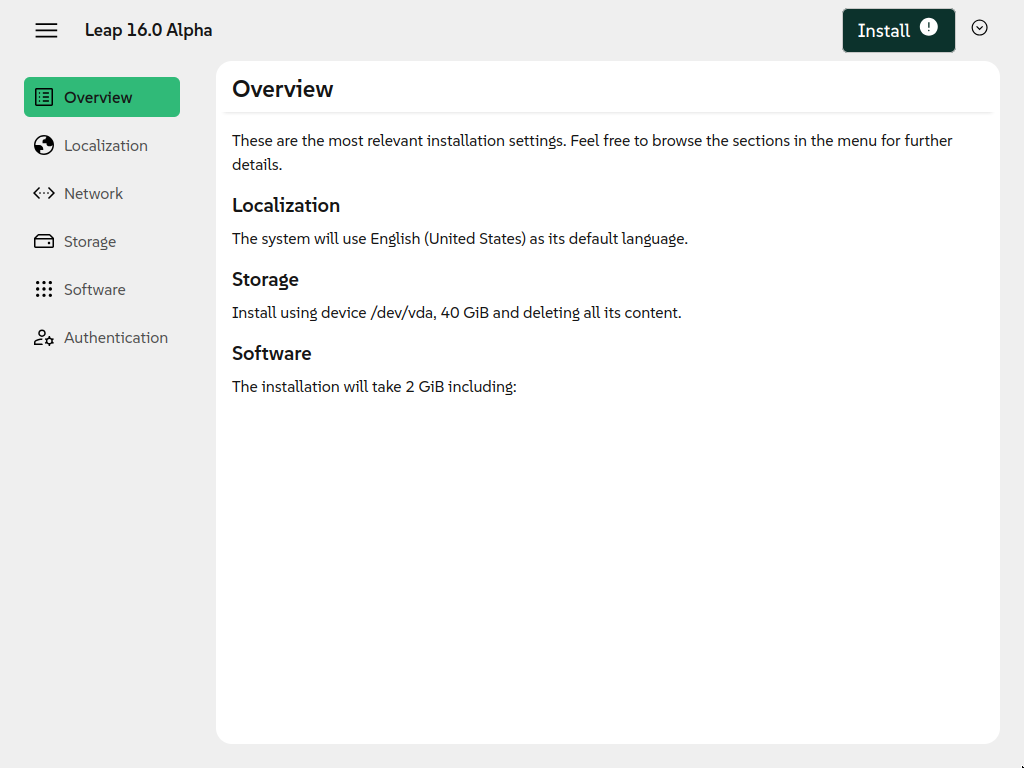 Leap 16.0 Alpha
Install !
Overview
Localization
Network
Storage
Software
Authentication
Overview
These are the most relevant installation settings. Feel free to browse the sections in the menu for further
details.
Localization
The system will use English (United States) as its default language.
Storage
Install using device /dev/vda, 40 GiB and deleting all its content.
Software
The installation will take 2 GiB including: